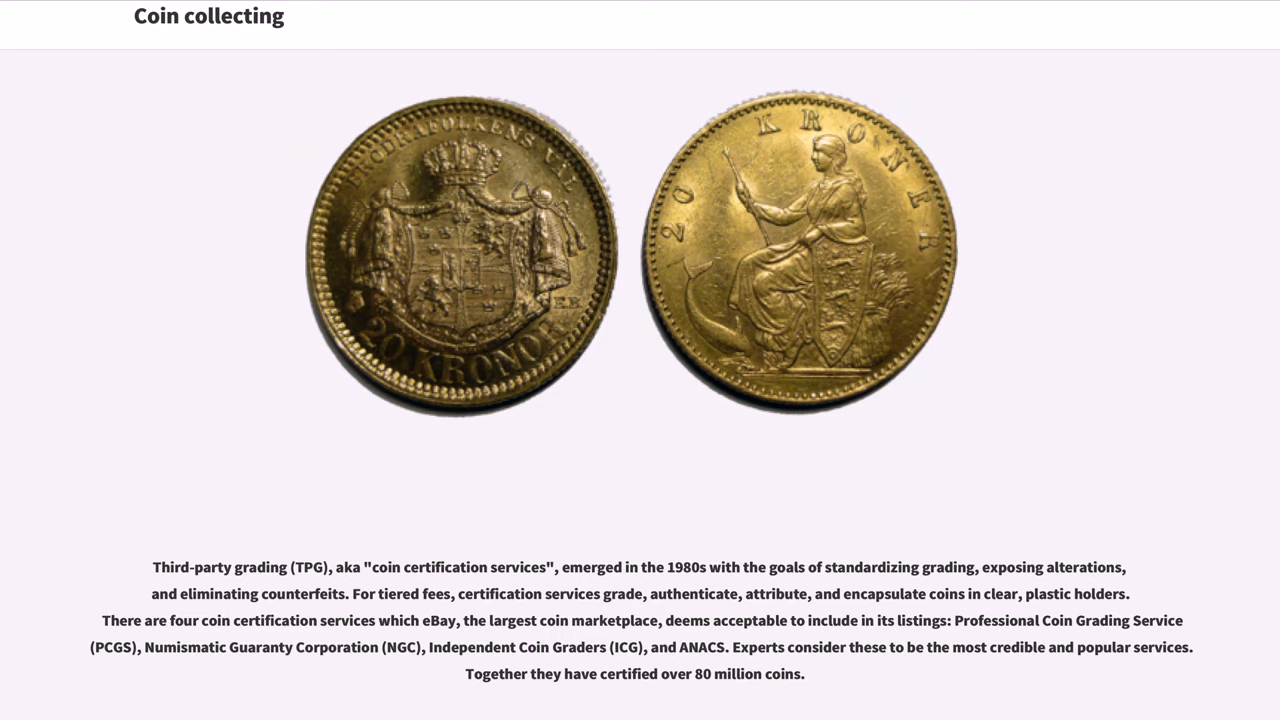 Coin collecting
BRÖDRAFOLKENS VÄL
E.B.
20 KRONOR
20 KRONER
Third-party grading (TPG), aka "coin certification services", emerged in the 1980s with the goals of standardizing grading, exposing alterations,
and eliminating counterfeits. For tiered fees, certification services grade, authenticate, attribute, and encapsulate coins in clear, plastic holders.
There are four coin certification services which eBay, the largest coin marketplace, deems acceptable to include in its listings: Professional Coin Grading Service
(PCGS), Numismatic Guaranty Corporation (NGC), Independent Coin Graders (ICG), and ANACS. Experts consider these to be the most credible and popular services.
Together they have certified over 80 million coins.